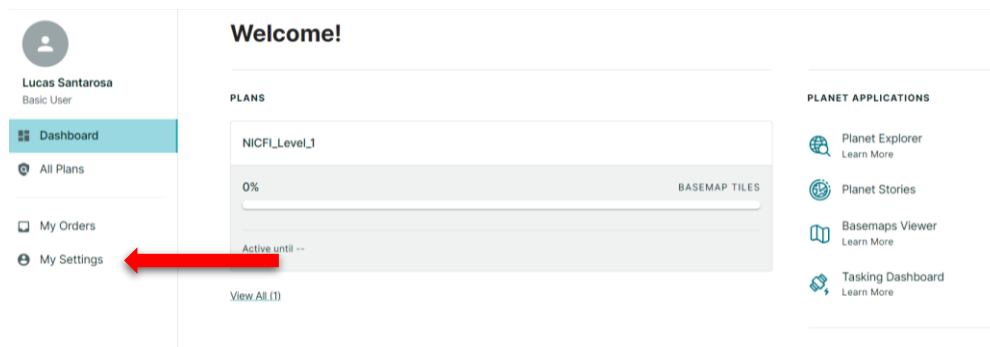 Lucas Santarosa
Basic User
Dashboard
All Plans
My Orders
My Settings
Welcome!
PLANS
NICFI_Level_1
0%
BASEMAP TILES
Active until --
View All (1)
PLANET APPLICATIONS
Planet Explorer
Learn More
Planet Stories
Basemaps Viewer
Learn More
Tasking Dashboard
Learn More